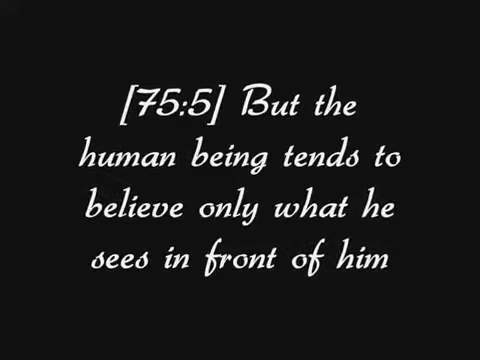 [75:5] But the
human being tends to
believe only what he
sees in front of him